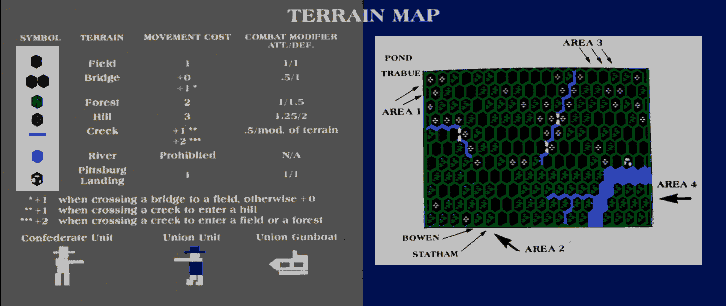 TERRAIN MAP
SYMBOL TERRAIN MOVEMENT COST COMBAT MODIFIER ATT./DEF.
Field 1 1/1
Bridge +0 .5/1
+1 *
Forest 2 1/1.5
Hill 3 1.25/2
Creek +1 ** .5/mod. of terrain
+2 ***
River Prohibited N/A
Pittsburg Landing 1 1/1
* +1 when crossing a bridge to a field, otherwise +0
** +1 when crossing a creek to enter a hill
*** +2 when crossing a creek to enter a field or a forest
Confederate Unit Union Unit Union Gunboat
AREA 3
POND
TRABUE
AREA 1
AREA 4
BOWEN
STATHAM
AREA 2